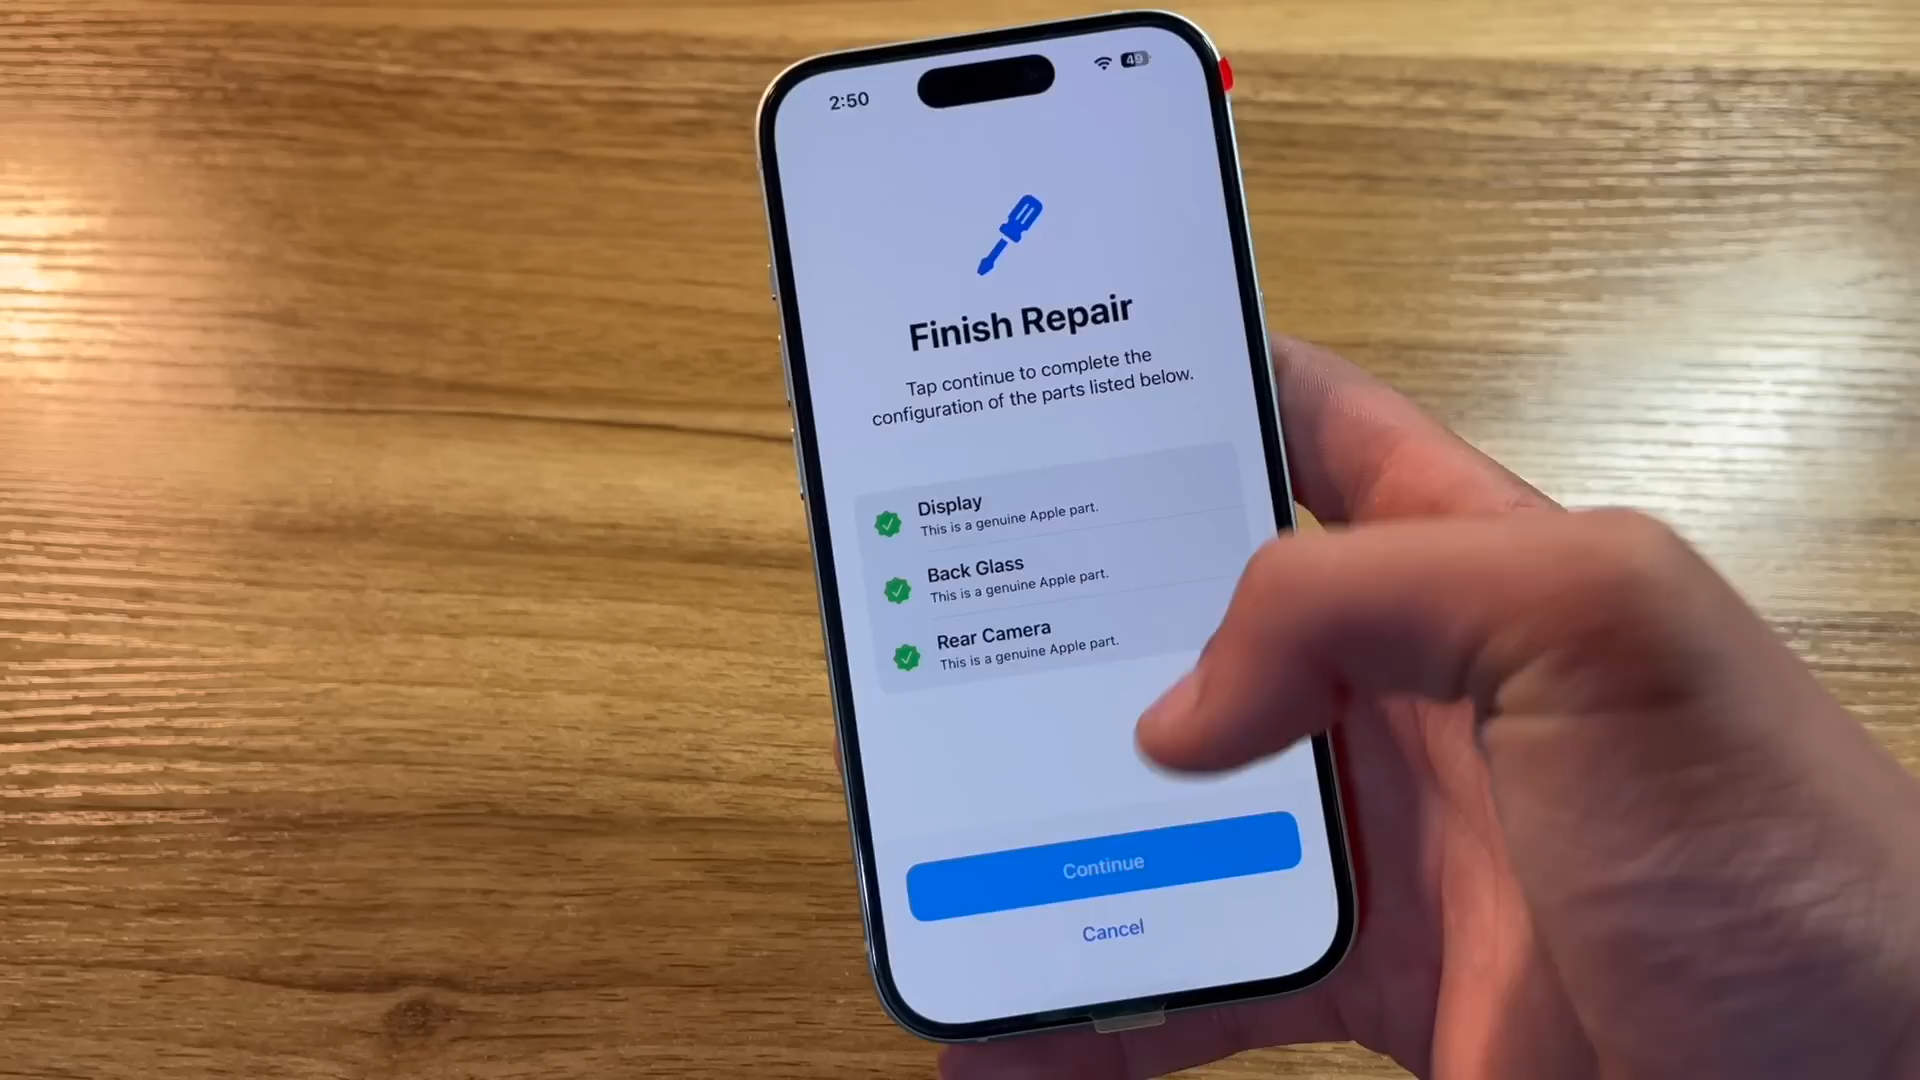 2:50
49
Finish Repair
Tap continue to complete the
configuration of the parts listed below.
Display
This is a genuine Apple part.
Back Glass
This is a genuine Apple part.
Rear Camera
This is a genuine Apple part.
Continue
Cancel